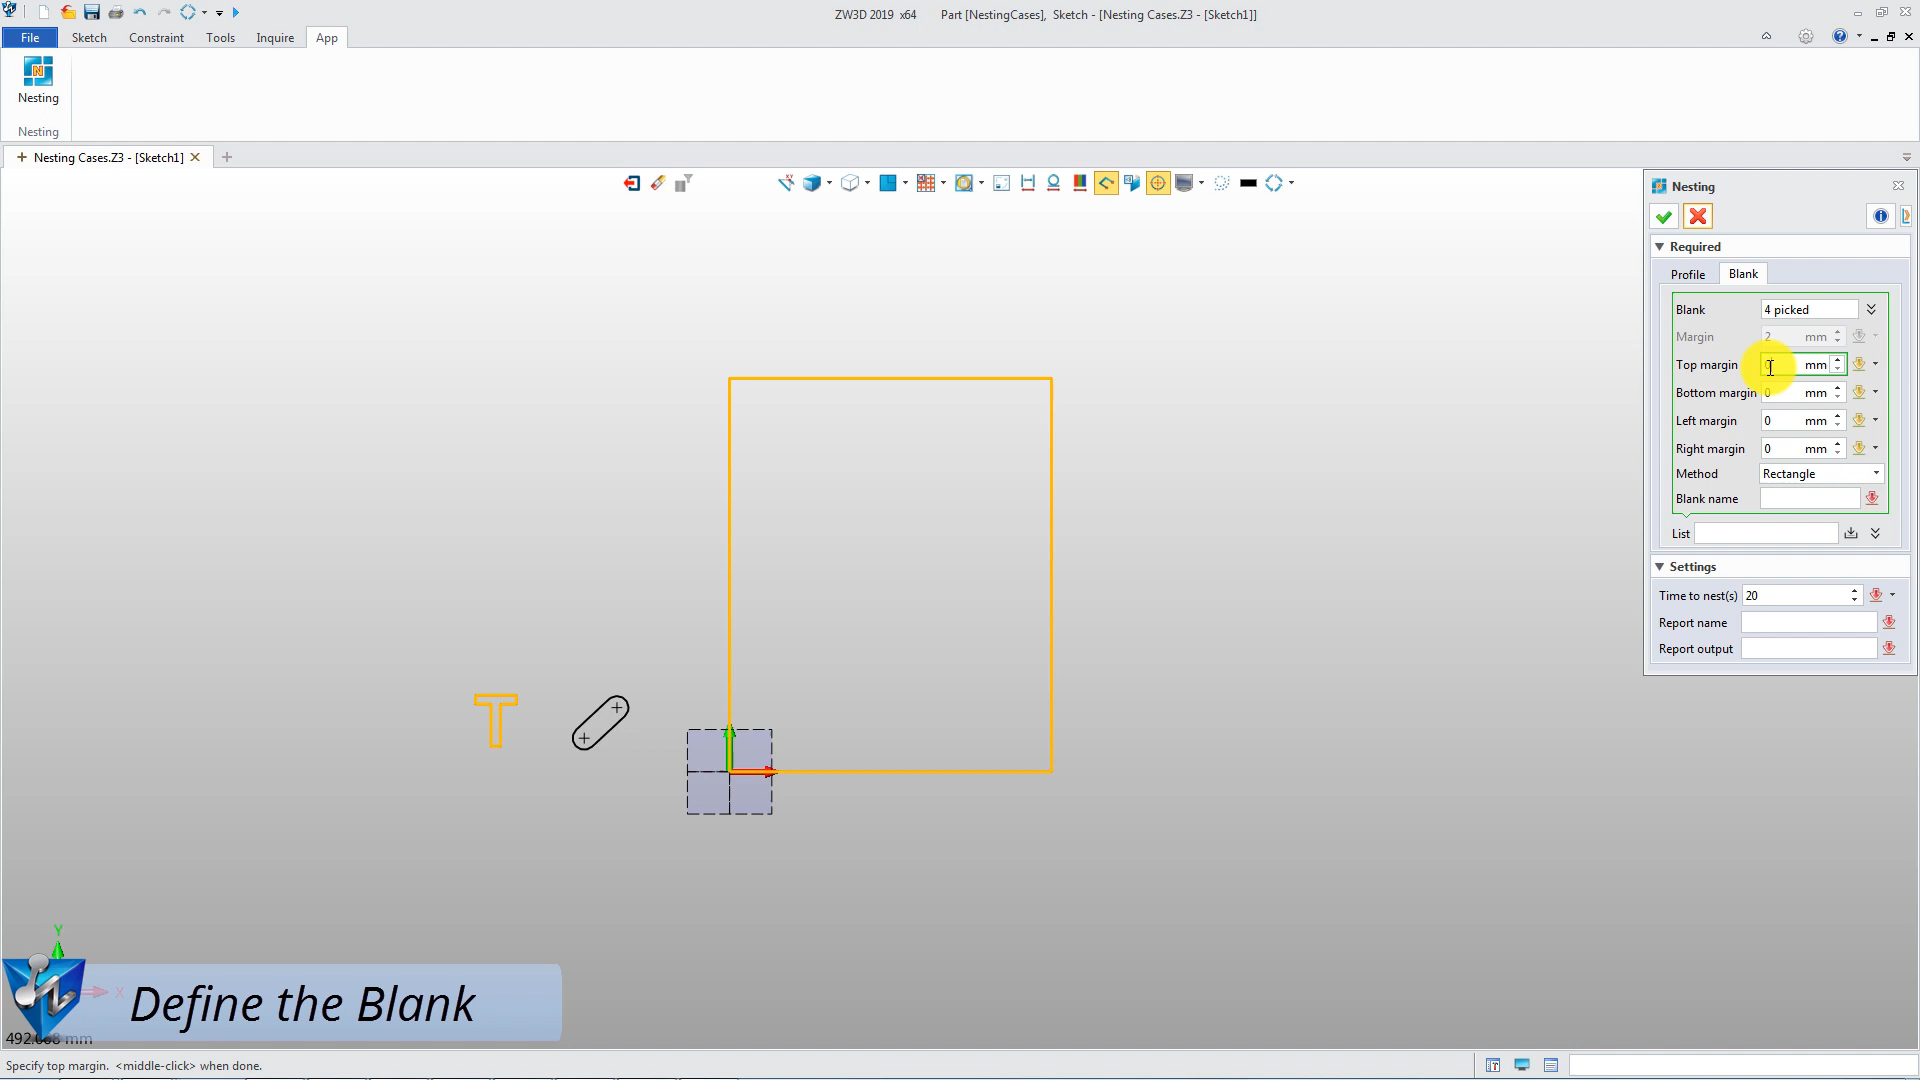 ZW3D 2019 x64 Part [NestingCases], Sketch - [Nesting Cases.Z3 - [Sketch1]]
File Sketch Constraint Tools Inquire App
Nesting
Nesting
+ Nesting Cases.Z3 - [Sketch1]
Nesting
Required
Profile Blank
Blank 4 picked
Margin 2 mm
Top margin mm
Bottom margin 0 mm
Left margin 0 mm
Right margin 0 mm
Method Rectangle
Blank name
List
Settings
Time to nest(s) 20
Report name
Report output
T
Y
X
Define the Blank
mm
Specify top margin. <middle-click> when done.